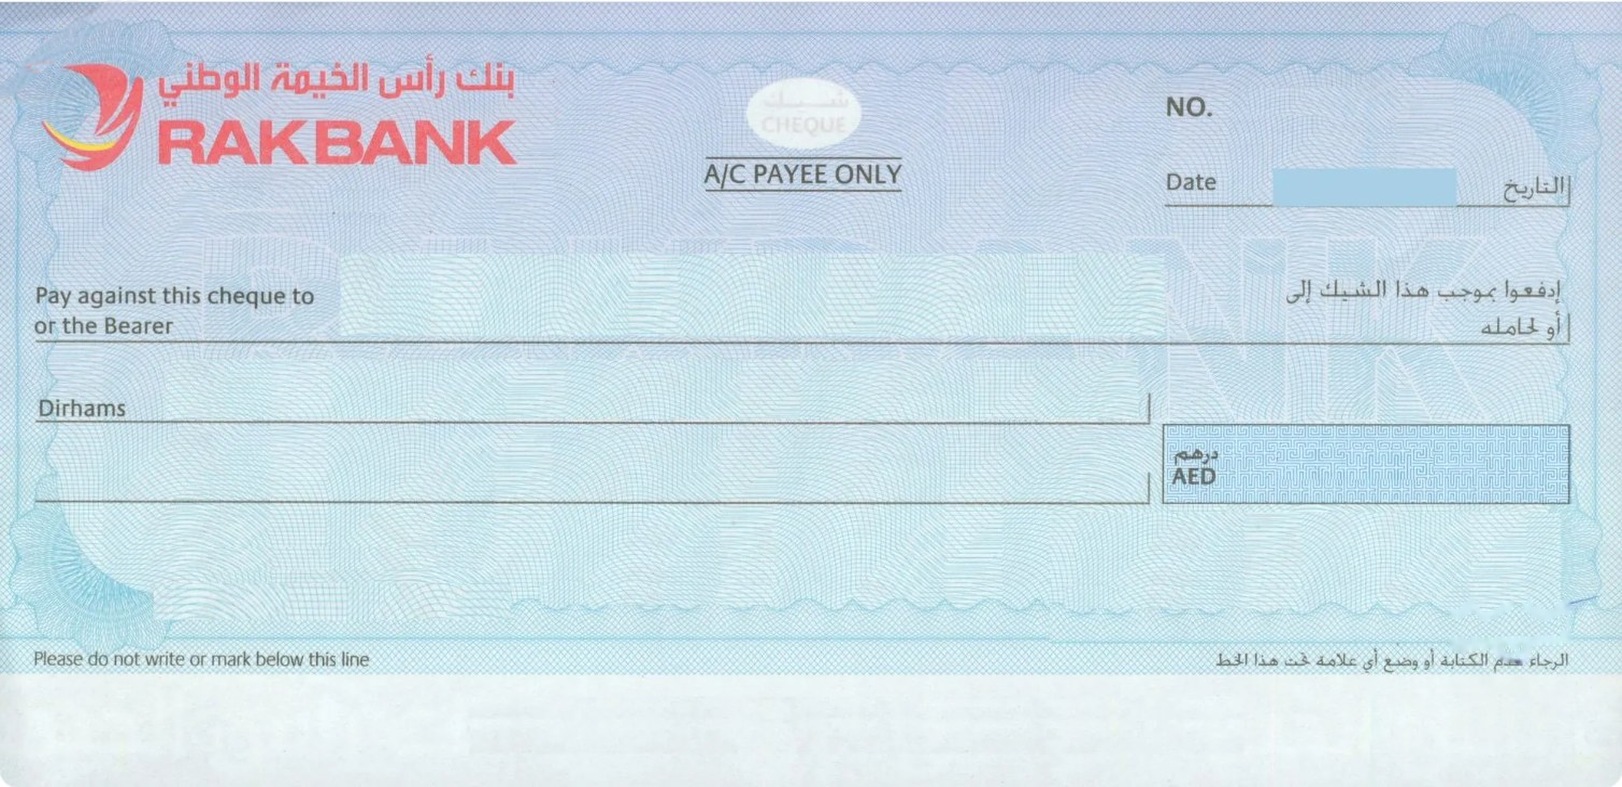 بنك رأس الخيمة الوطني
RAKBANK
شيك
CHEQUE
A/C PAYEE ONLY
NO.
Date التاريخ
Pay against this cheque to إدفعوا بموجب هذا الشيك إلى
or the Bearer أو لحامله
Dirhams
درهم
AED
Please do not write or mark below this line الرجاء عدم الكتابة أو وضع أي علامة تحت هذا الخط